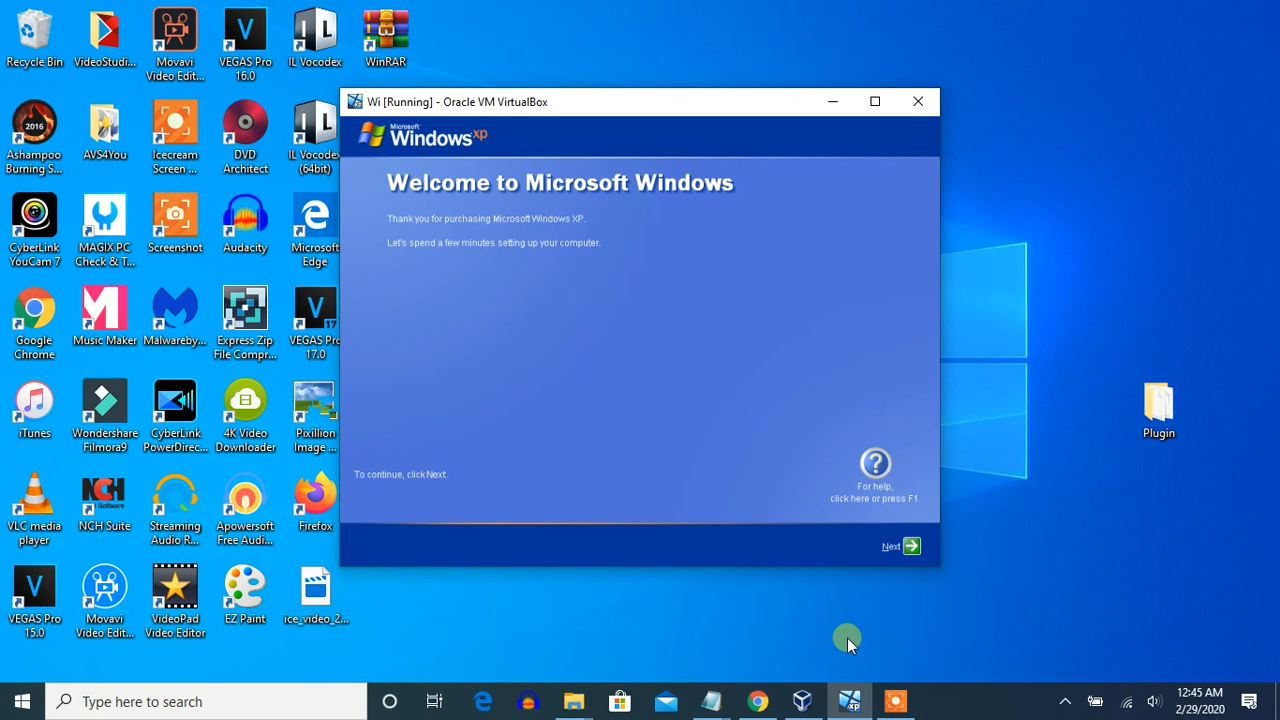 Recycle Bin
VideoStudi...
Movavi
Video Edit...
VEGAS Pro
16.0
IL Vocodex
WinRAR
2016
Ashampoo
Burning S...
AVS4You
Icecream
Screen ...
DVD
Architect
IL Vocodex
(64bit)
CyberLink
YouCam 7
MAGIX PC
Check & T...
Screenshot
Audacity
Microsoft
Edge
Google
Chrome
Music Maker
Malwareby...
Express Zip
File Compr...
VEGAS Pro
17.0
iTunes
Wondershare
Filmora9
CyberLink
PowerDirec...
4K Video
Downloader
Pixillion
Image ...
VLC media
player
NCH Software
NCH Suite
Streaming
Audio R...
Apowersoft
Free Audi...
Firefox
VEGAS Pro
15.0
Movavi
Video Edit...
VideoPad
Video Editor
EZ Paint
ice_video_2...
Wi [Running] - Oracle VM VirtualBox
Microsoft
Windows xp
Welcome to Microsoft Windows
Thank you for purchasing Microsoft Windows XP.
Let's spend a few minutes setting up your computer.
To continue, click Next.
For help,
click here or press F1.
Next
Plugin
Type here to search
xp
12:45 AM
2/29/2020